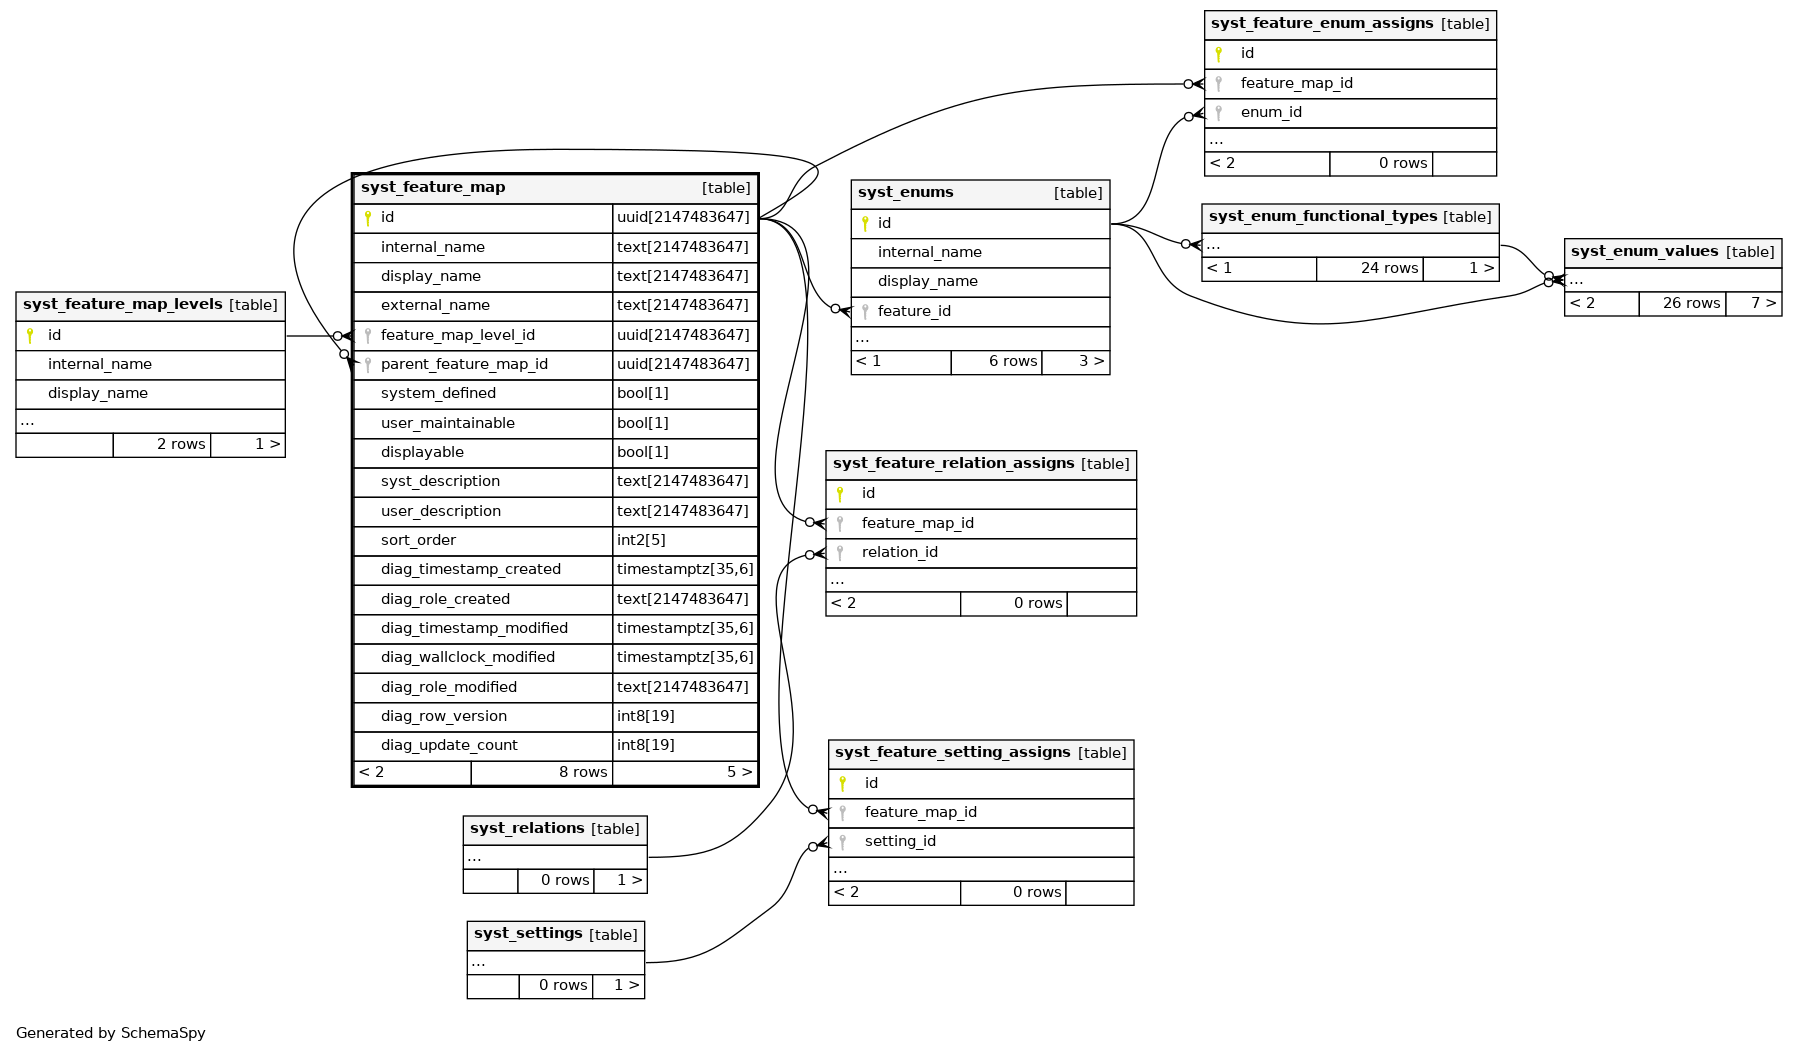 syst_feature_enum_assigns [table]
id
feature_map_id
enum_id
...
< 2 0 rows
syst_feature_map [table]
id uuid[2147483647]
internal_name text[2147483647]
display_name text[2147483647]
external_name text[2147483647]
feature_map_level_id uuid[2147483647]
parent_feature_map_id uuid[2147483647]
system_defined bool[1]
user_maintainable bool[1]
displayable bool[1]
syst_description text[2147483647]
user_description text[2147483647]
sort_order int2[5]
diag_timestamp_created timestamptz[35,6]
diag_role_created text[2147483647]
diag_timestamp_modified timestamptz[35,6]
diag_wallclock_modified timestamptz[35,6]
diag_role_modified text[2147483647]
diag_row_version int8[19]
diag_update_count int8[19]
< 2 8 rows 5 >
syst_enums [table]
id
internal_name
display_name
feature_id
...
< 1 6 rows 3 >
syst_enum_functional_types [table]
...
< 1 24 rows 1 >
syst_enum_values [table]
...
< 2 26 rows 7 >
syst_feature_map_levels [table]
id
internal_name
display_name
...
2 rows 1 >
syst_feature_relation_assigns [table]
id
feature_map_id
relation_id
...
< 2 0 rows
syst_feature_setting_assigns [table]
id
feature_map_id
setting_id
...
< 2 0 rows
syst_relations [table]
...
0 rows 1 >
syst_settings [table]
...
0 rows 1 >
Generated by SchemaSpy